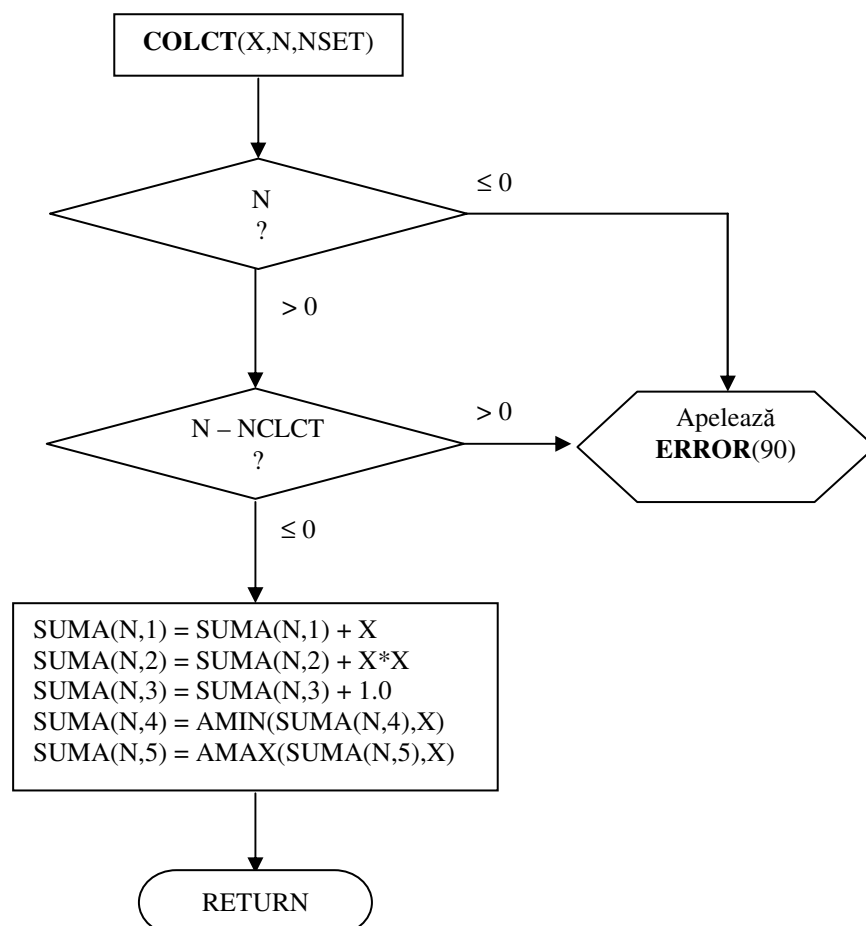 COLCT(X,N,NSET)
N
?
≤ 0
> 0
N – NCLCT
?
> 0
Apelează
ERROR(90)
≤ 0
SUMA(N,1) = SUMA(N,1) + X
SUMA(N,2) = SUMA(N,2) + X*X
SUMA(N,3) = SUMA(N,3) + 1.0
SUMA(N,4) = AMIN(SUMA(N,4),X)
SUMA(N,5) = AMAX(SUMA(N,5),X)
RETURN